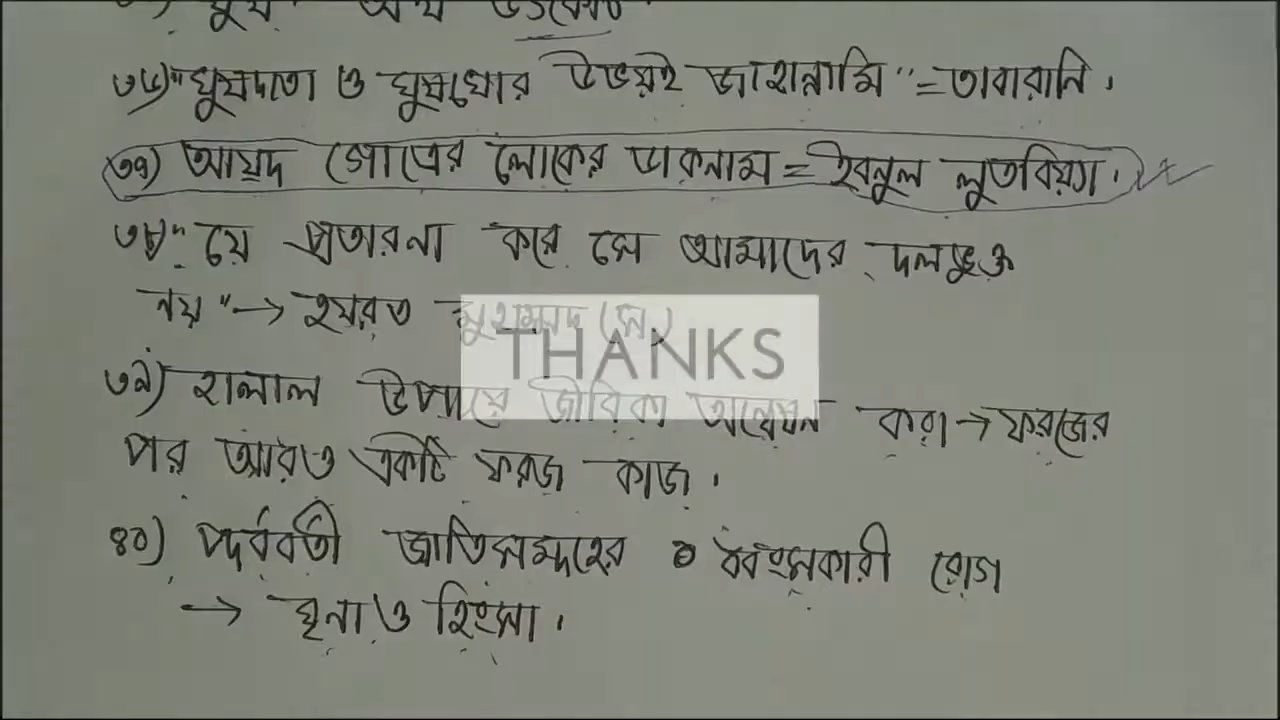 ঘুষ
৩৬) "ঘুষদাতা ও ঘুষখোর উভয়ই জাহান্নামি" = তাবারানি।
৩৭) আযদ গোত্রের লোকের ডাকনাম = ইবনুল লুতবিয়্যা।
৩৮) "যে প্রতারনা করে সে আমাদের দলভুক্ত
নয়" → হযরত মুহাম্মদ (স)
THANKS
৩৯) হালাল উপায়ে জীবিকা অন্বেষন করা → ফরজের
পর আরও একটি ফরজ কাজ।
৪০) পূর্ববর্তী জাতিসমূহের ধ্বংসকারী রোগ
→ ঘৃনা ও হিংসা।